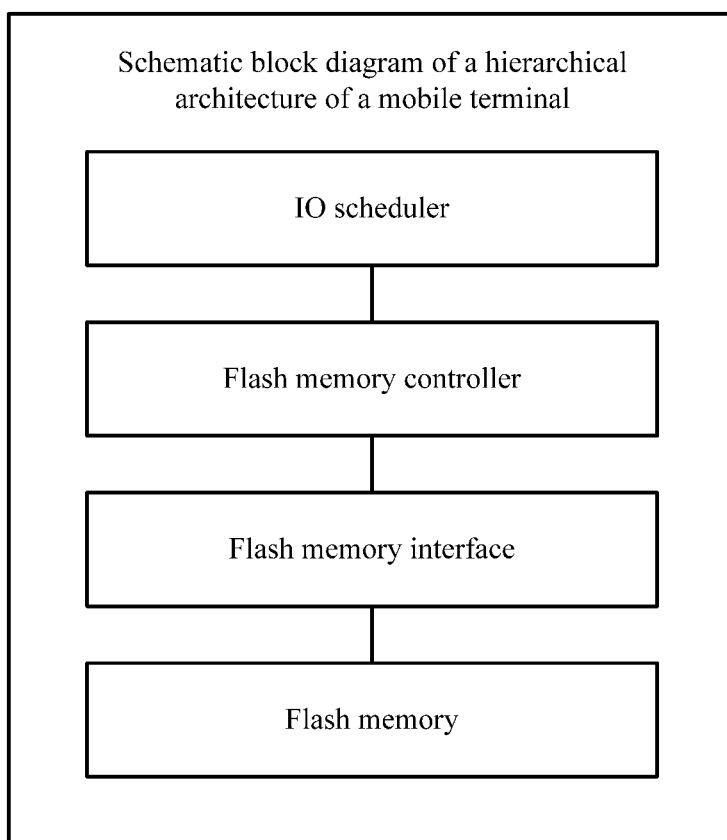 Schematic block diagram of a hierarchical
architecture of a mobile terminal
IO scheduler
Flash memory controller
Flash memory interface
Flash memory